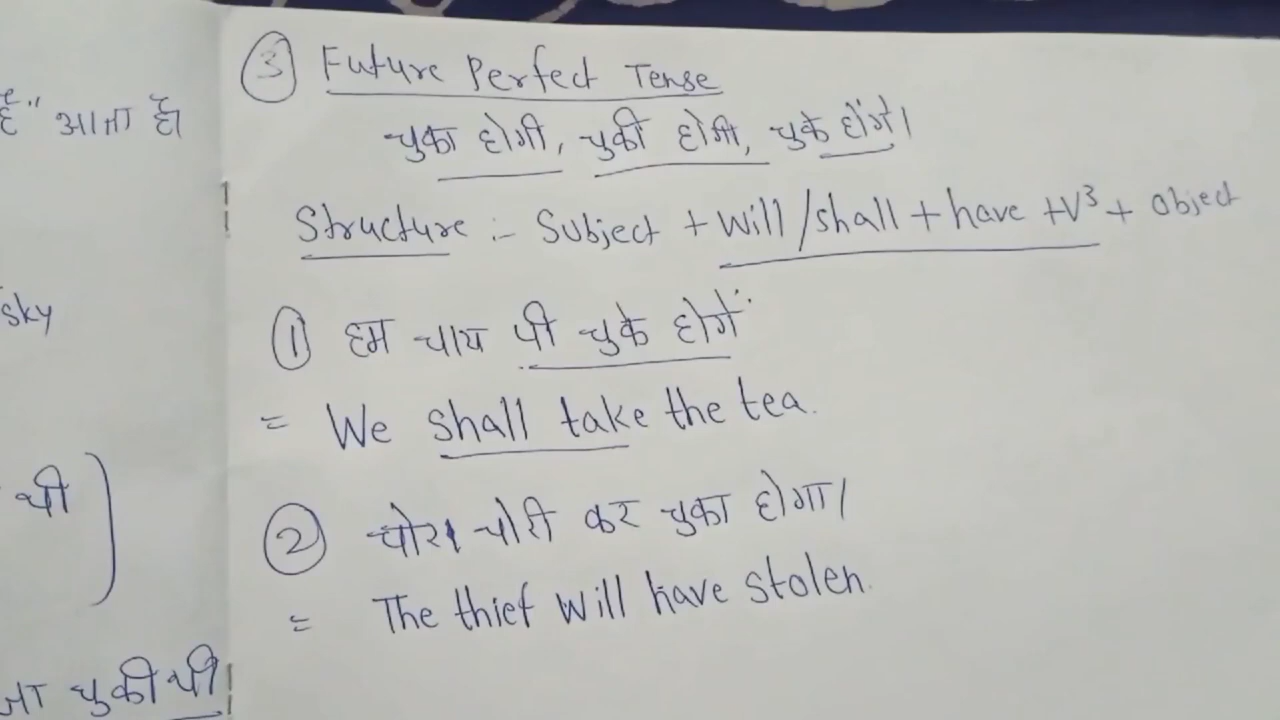 है" आता है।
sky
थी )
जा चुकी थी
③ Future Perfect Tense
चुका होगी, चुकी होगी, चुके होंगे।
Structure :- Subject + will/shall + have +V³ + Object
① हम चाय पी चुके होगें
= We shall take the tea.
② चोर चोरी कर चुका होगा।
= The thief will have stolen.